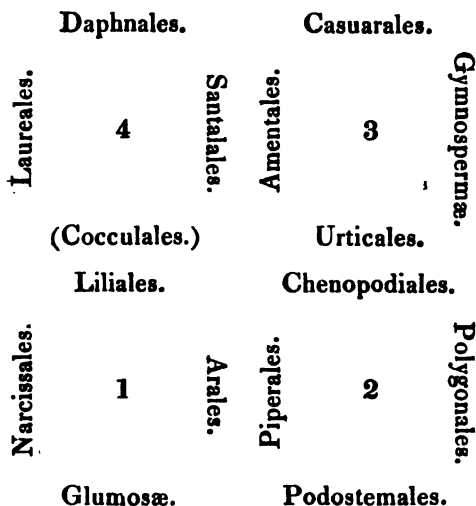 Daphnales. Casuarales.
Laureales. 4 Santalales. Amentales. 3 Gymnospermæ.
(Cocculales.) Urticales.
Liliales. Chenopodiales.
Narcissales. 1 Arales. Piperales. 2 Polygonales.
Glumosæ. Podostemales.